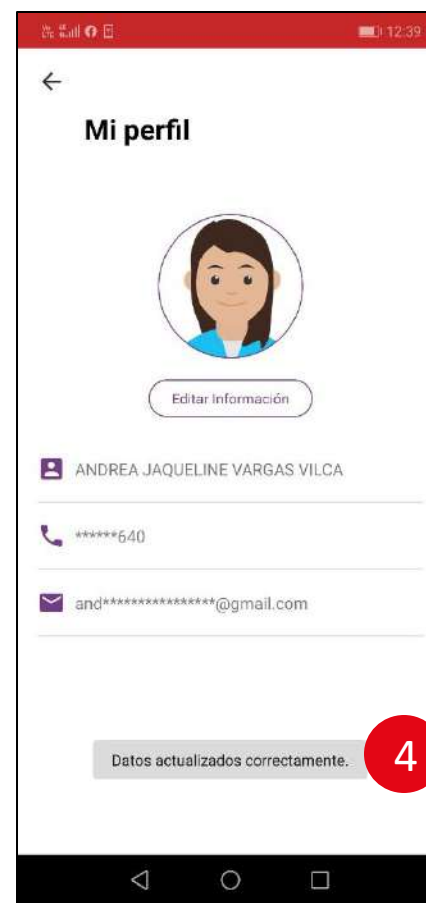 12:39
Mi perfil
Editar Información
ANDREA JAQUELINE VARGAS VILCA
******640
and****************@gmail.com
Datos actualizados correctamente.
4